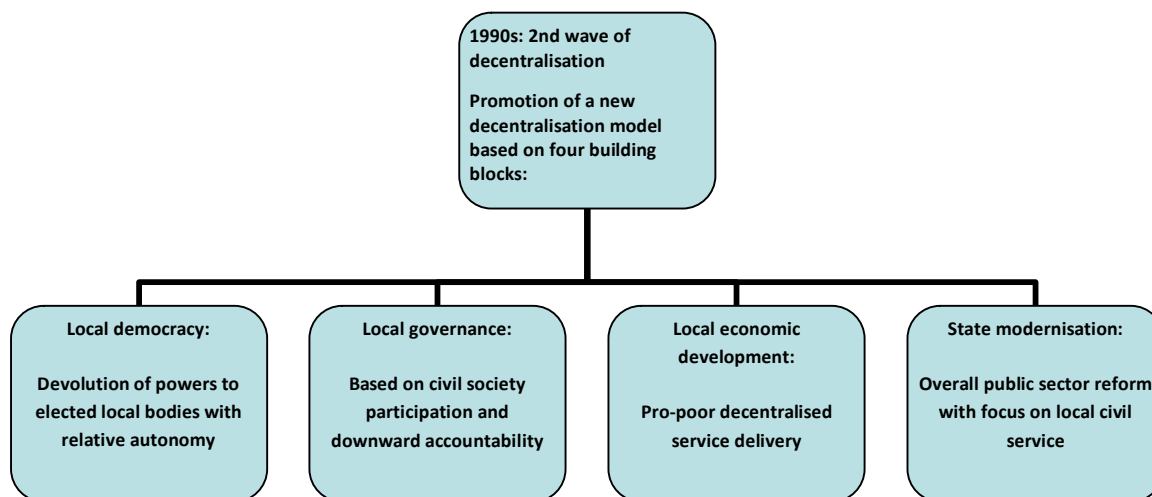 1990s: 2nd wave of
decentralisation
Promotion of a new
decentralisation model
based on four building
blocks:
Local democracy:
Devolution of powers to
elected local bodies with
relative autonomy
Local governance:
Based on civil society
participation and
downward accountability
Local economic
development:
Pro-poor decentralised
service delivery
State modernisation:
Overall public sector reform
with focus on local civil
service